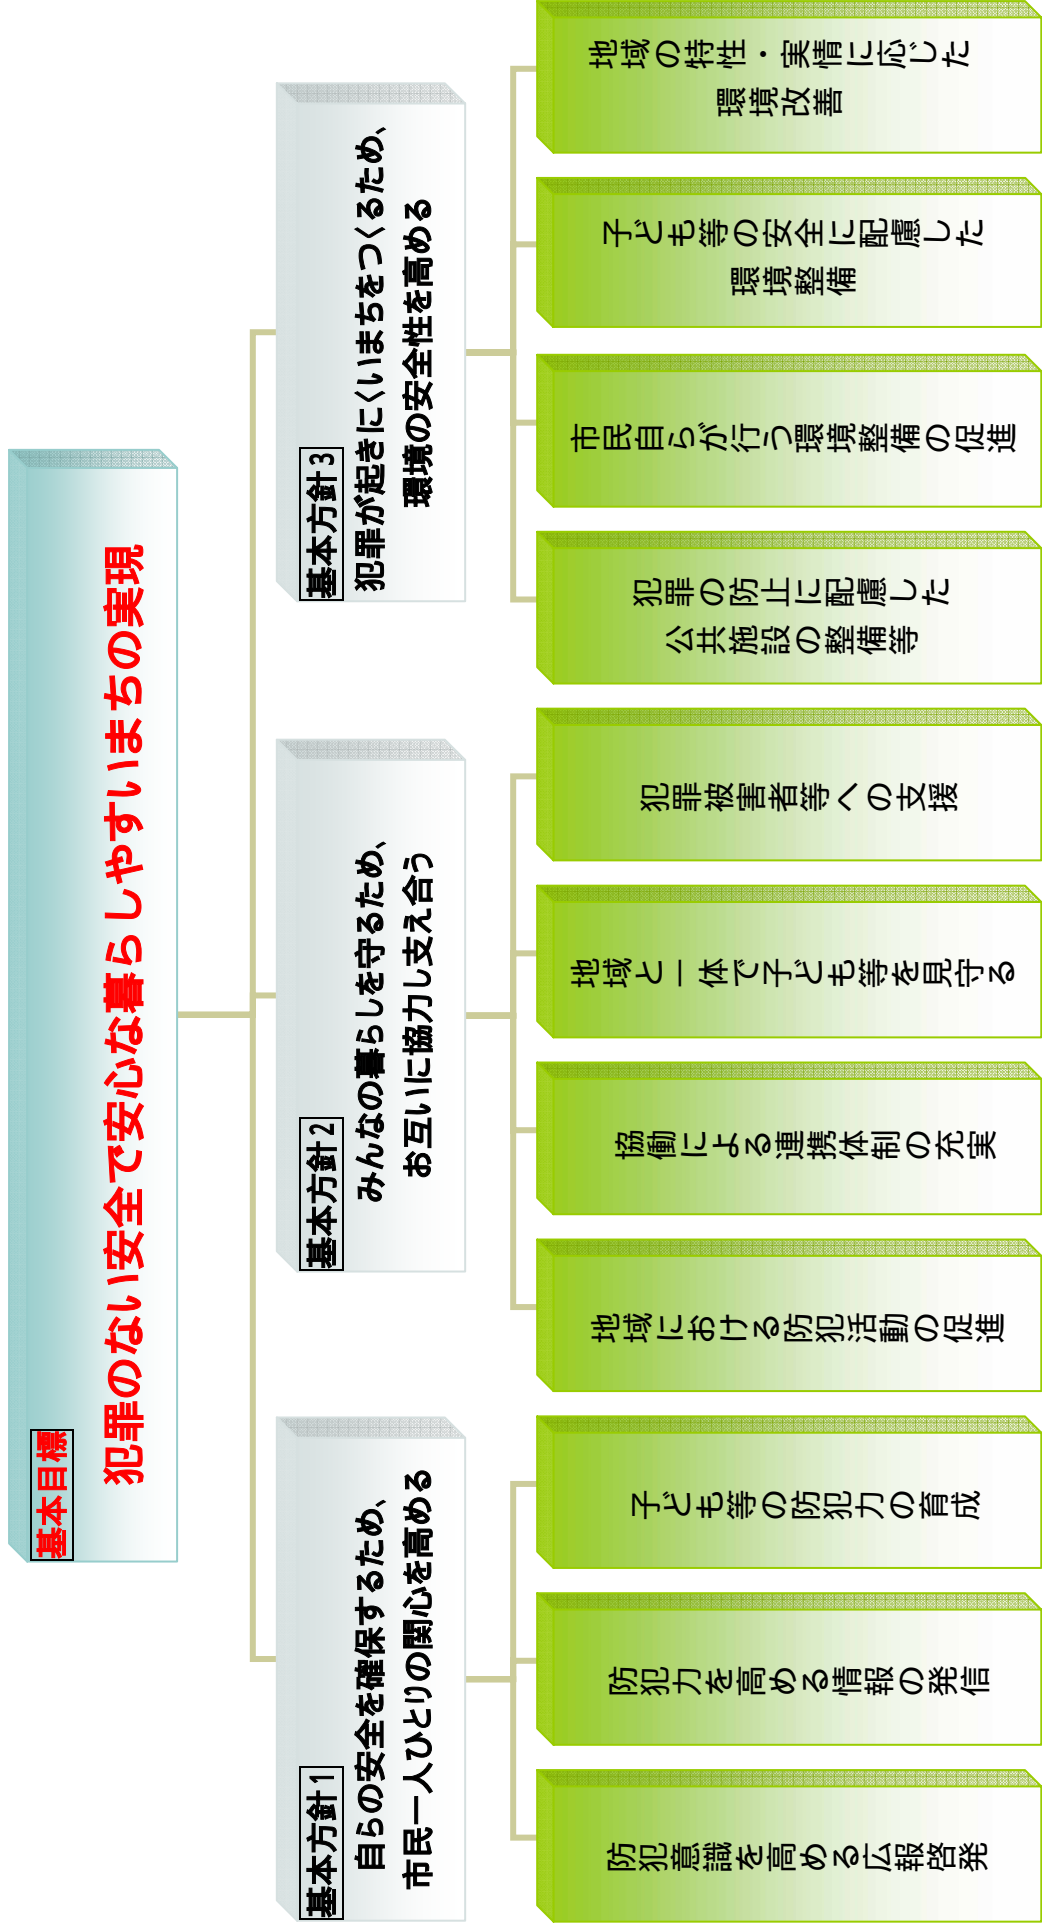 基本目標
犯罪のない安全で安心な暮らしやすいまちの実現
基本方針1
自らの安全を確保するため、
市民一人ひとりの関心を高める
防犯意識を高める広報啓発
防犯力を高める情報の発信
子ども等の防犯力の育成
基本方針2
みんなの暮らしを守るため、
お互いに協力し支え合う
地域における防犯活動の促進
協働による連携体制の充実
地域と一体で子ども等を見守る
犯罪被害者等への支援
基本方針3
犯罪が起きにくいまちをつくるため、
環境の安全性を高める
犯罪の防止に配慮した
公共施設の整備等
市民自らが行う環境整備の促進
子ども等の安全に配慮した
環境整備
地域の特性・実情に応じた
環境改善